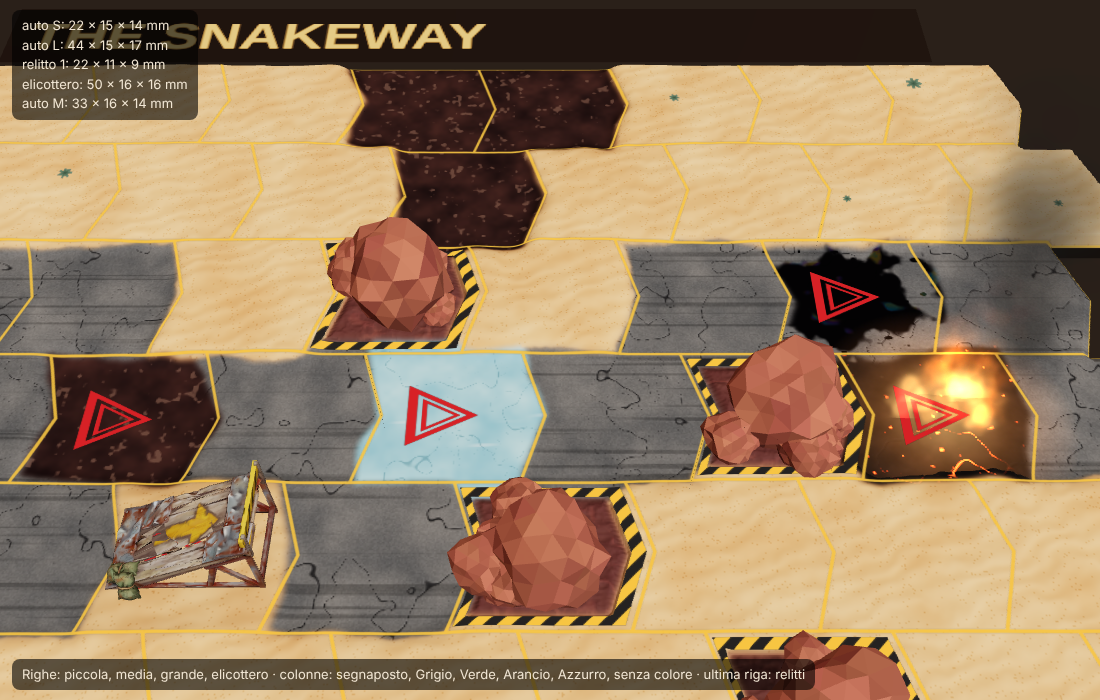 THE SNAKEWAY
auto S: 22 × 15 × 14 mm
auto L: 44 × 15 × 17 mm
relitto 1: 22 × 11 × 9 mm
elicottero: 50 × 16 × 16 mm
auto M: 33 × 16 × 14 mm
Righe: piccola, media, grande, elicottero · colonne: segnaposto, Grigio, Verde, Arancio, Azzurro, senza colore · ultima riga: relitti